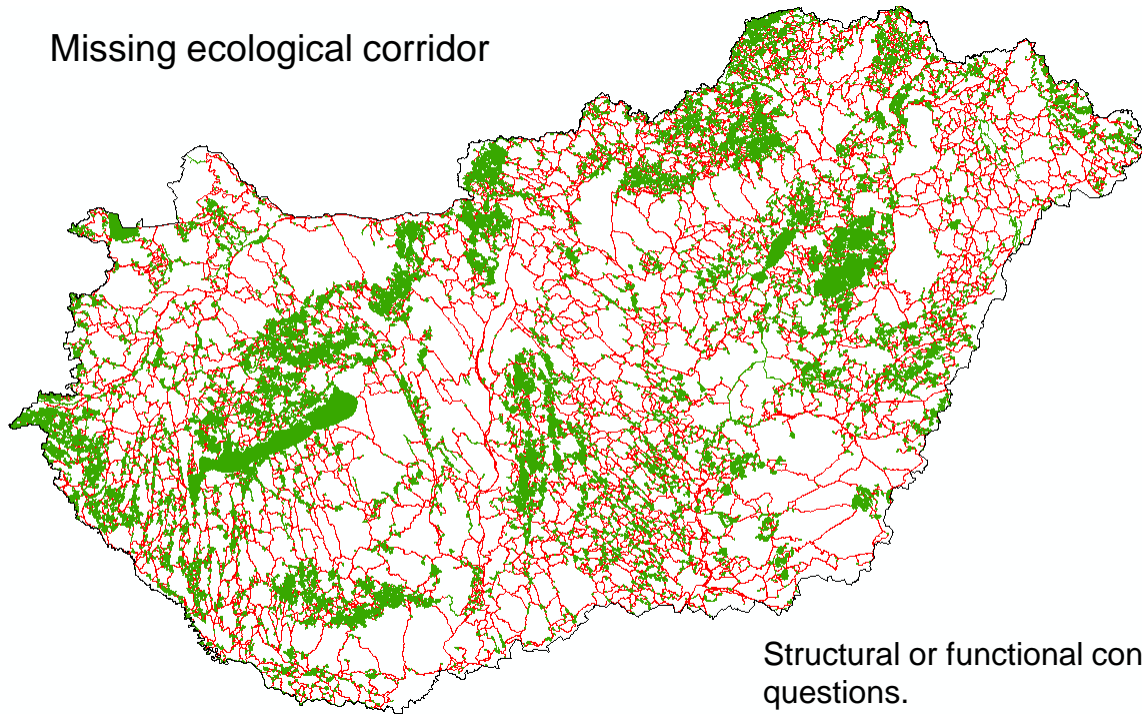 Missing ecological corridor
Structural or functional con
questions.